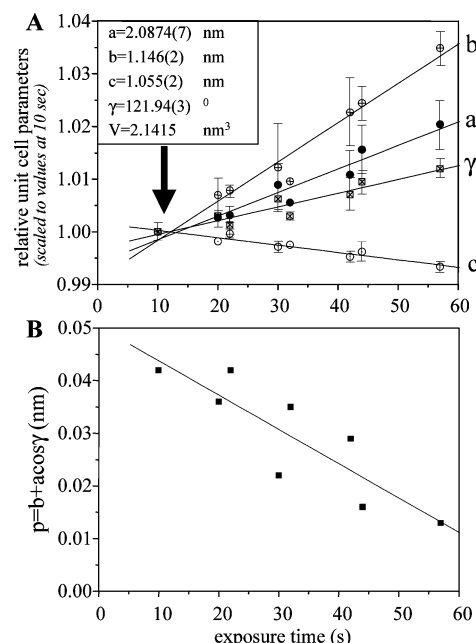 A
a=2.0874(7) nm
b=1.146(2) nm
c=1.055(2) nm
γ=121.94(3) 0
V=2.1415 nm3
relative unit cell parameters
(scaled to values at 10 sec)
1.04
1.03
1.02
1.01
1.00
0.99
b
a
γ
c
0 10 20 30 40 50 60
B
p=b+acosγ (nm)
0.05
0.04
0.03
0.02
0.01
0.00
0 10 20 30 40 50 60
exposure time (s)